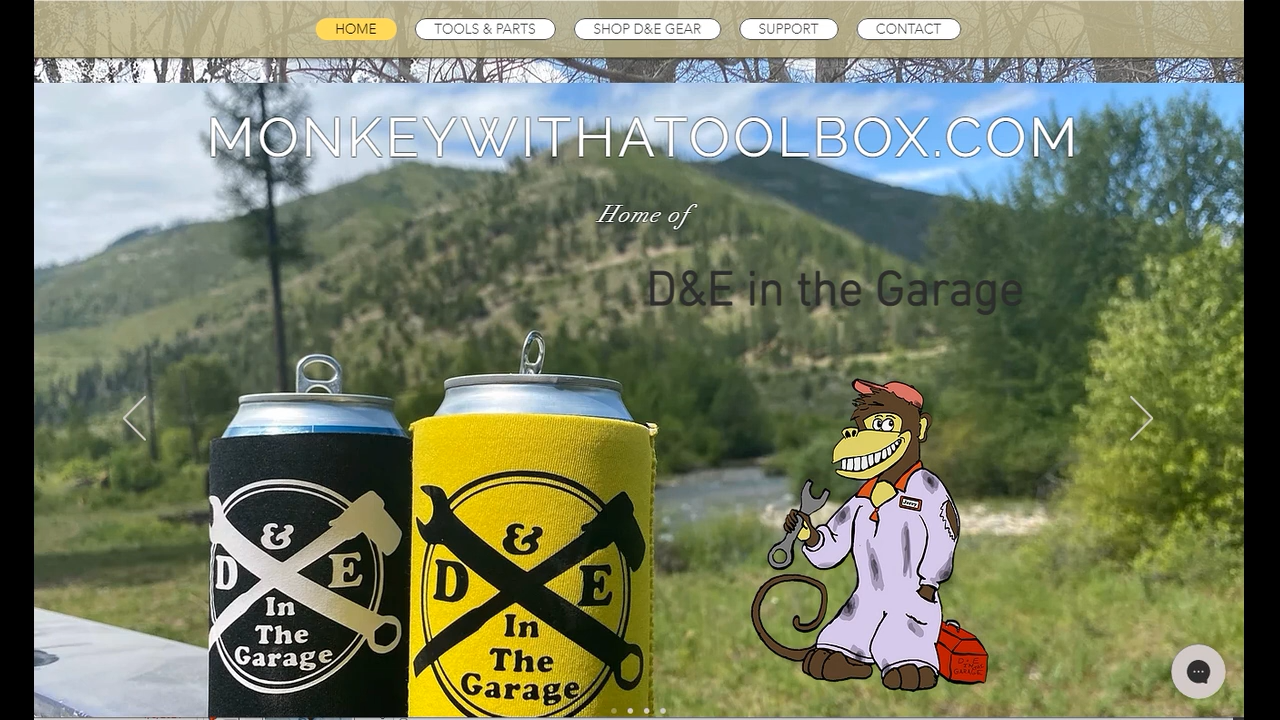 HOME
TOOLS & PARTS
SHOP D&E GEAR
SUPPORT
CONTACT
MONKEYWITHATOOLBOX.COM
Home of
D&E in the Garage
&
D E
In
The
Garage
&
D E
In
The
Garage